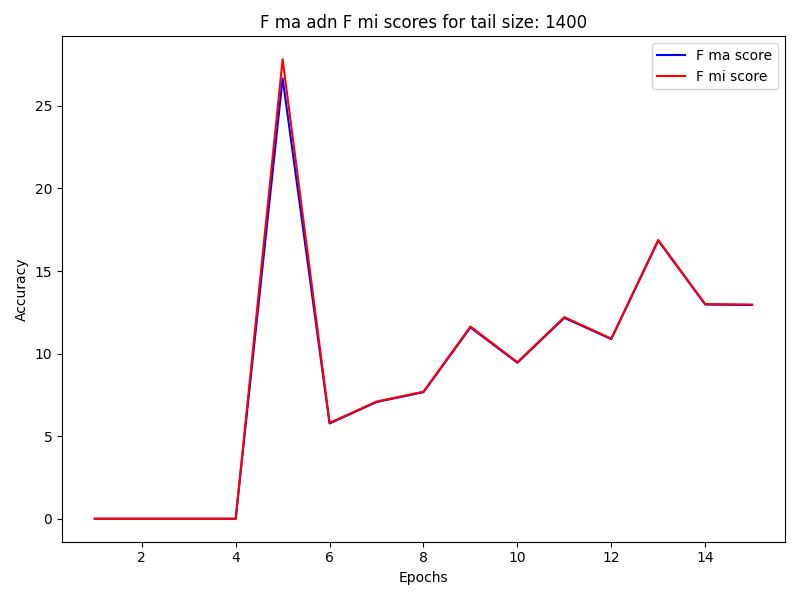 F ma adn F mi scores for tail size: 1400
F ma score
F mi score
Accuracy
25
20
15
10
5
0
2 4 6 8 10 12 14
Epochs